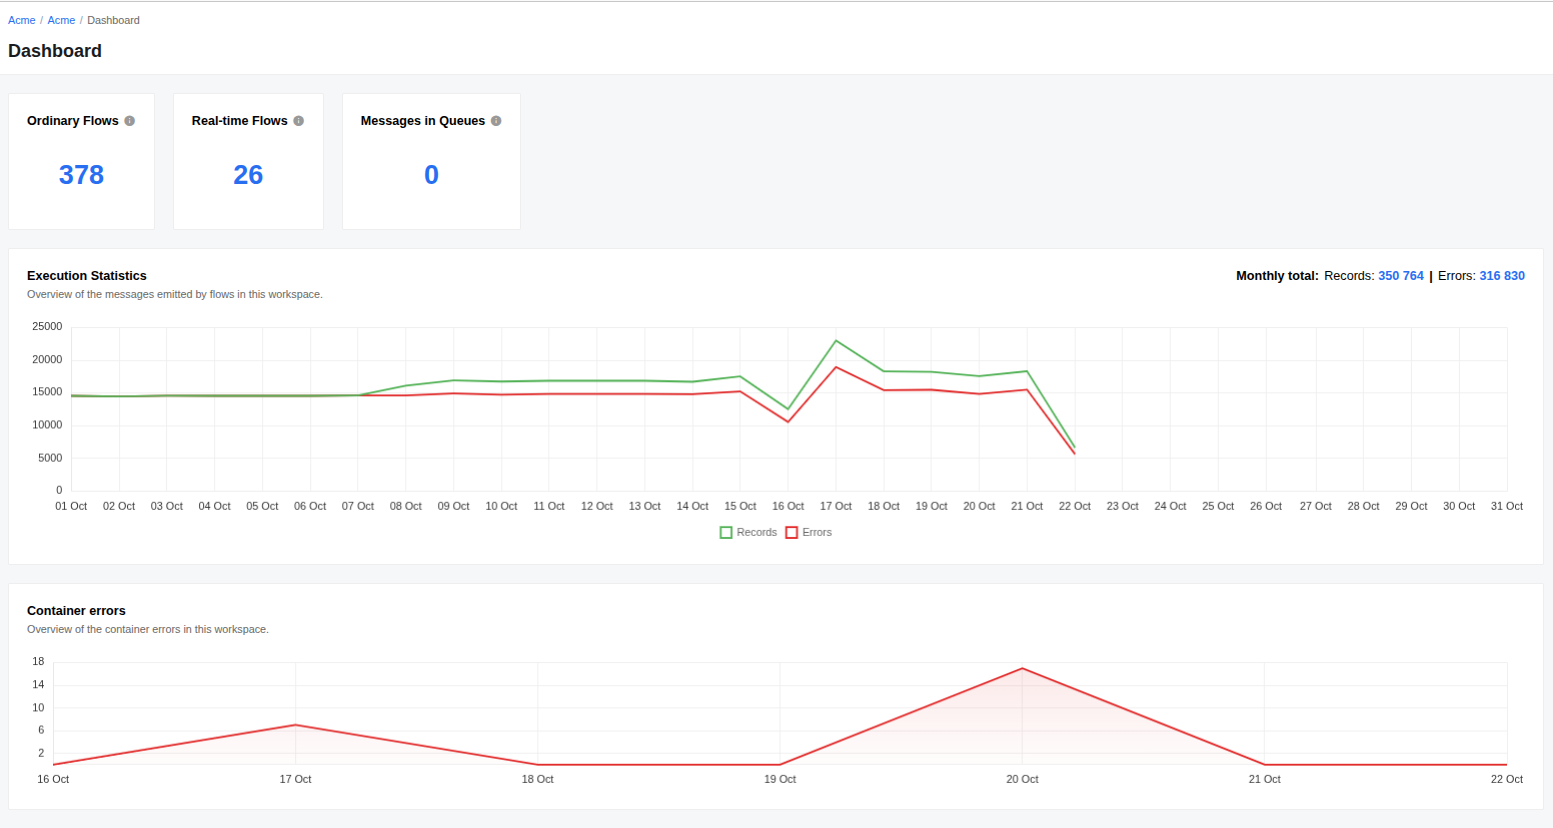 Acme / Acme / Dashboard
Dashboard
Ordinary Flows
Real-time Flows
Messages in Queues
378
26
0
Execution Statistics
Monthly total: Records: 350 764 | Errors: 316 830
Overview of the messages emitted by flows in this workspace.
25000
20000
15000
10000
5000
0
01 Oct 02 Oct 03 Oct 04 Oct 05 Oct 06 Oct 07 Oct 08 Oct 09 Oct 10 Oct 11 Oct 12 Oct 13 Oct 14 Oct 15 Oct 16 Oct 17 Oct 18 Oct 19 Oct 20 Oct 21 Oct 22 Oct 23 Oct 24 Oct 25 Oct 26 Oct 27 Oct 28 Oct 29 Oct 30 Oct 31 Oct
Records Errors
Container errors
Overview of the container errors in this workspace.
18
14
10
6
2
16 Oct 17 Oct 18 Oct 19 Oct 20 Oct 21 Oct 22 Oct